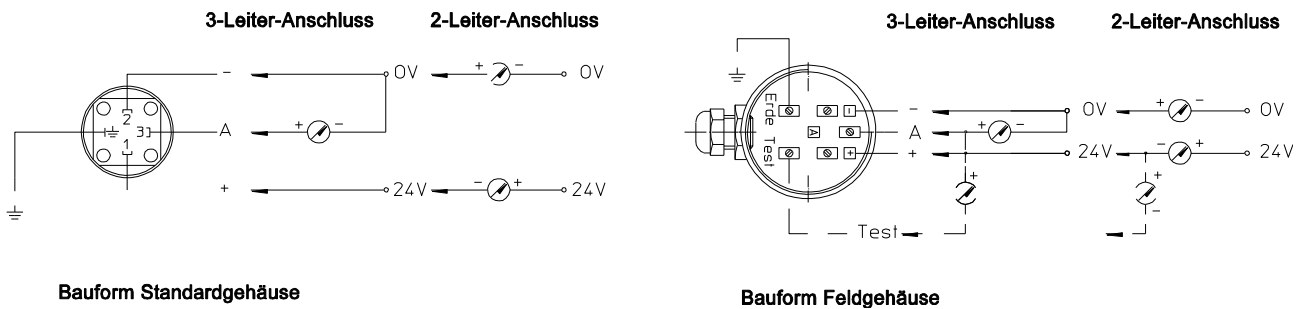 3-Leiter-Anschluss 2-Leiter-Anschluss
- 0V + - 0V
2
3 A + -
1
+ 24V - + 24V
Bauform Standardgehäuse
3-Leiter-Anschluss 2-Leiter-Anschluss
Erde - 0V + - 0V
A A + -
Test + 24V - + 24V
+ +
-
Test
Bauform Feldgehäuse